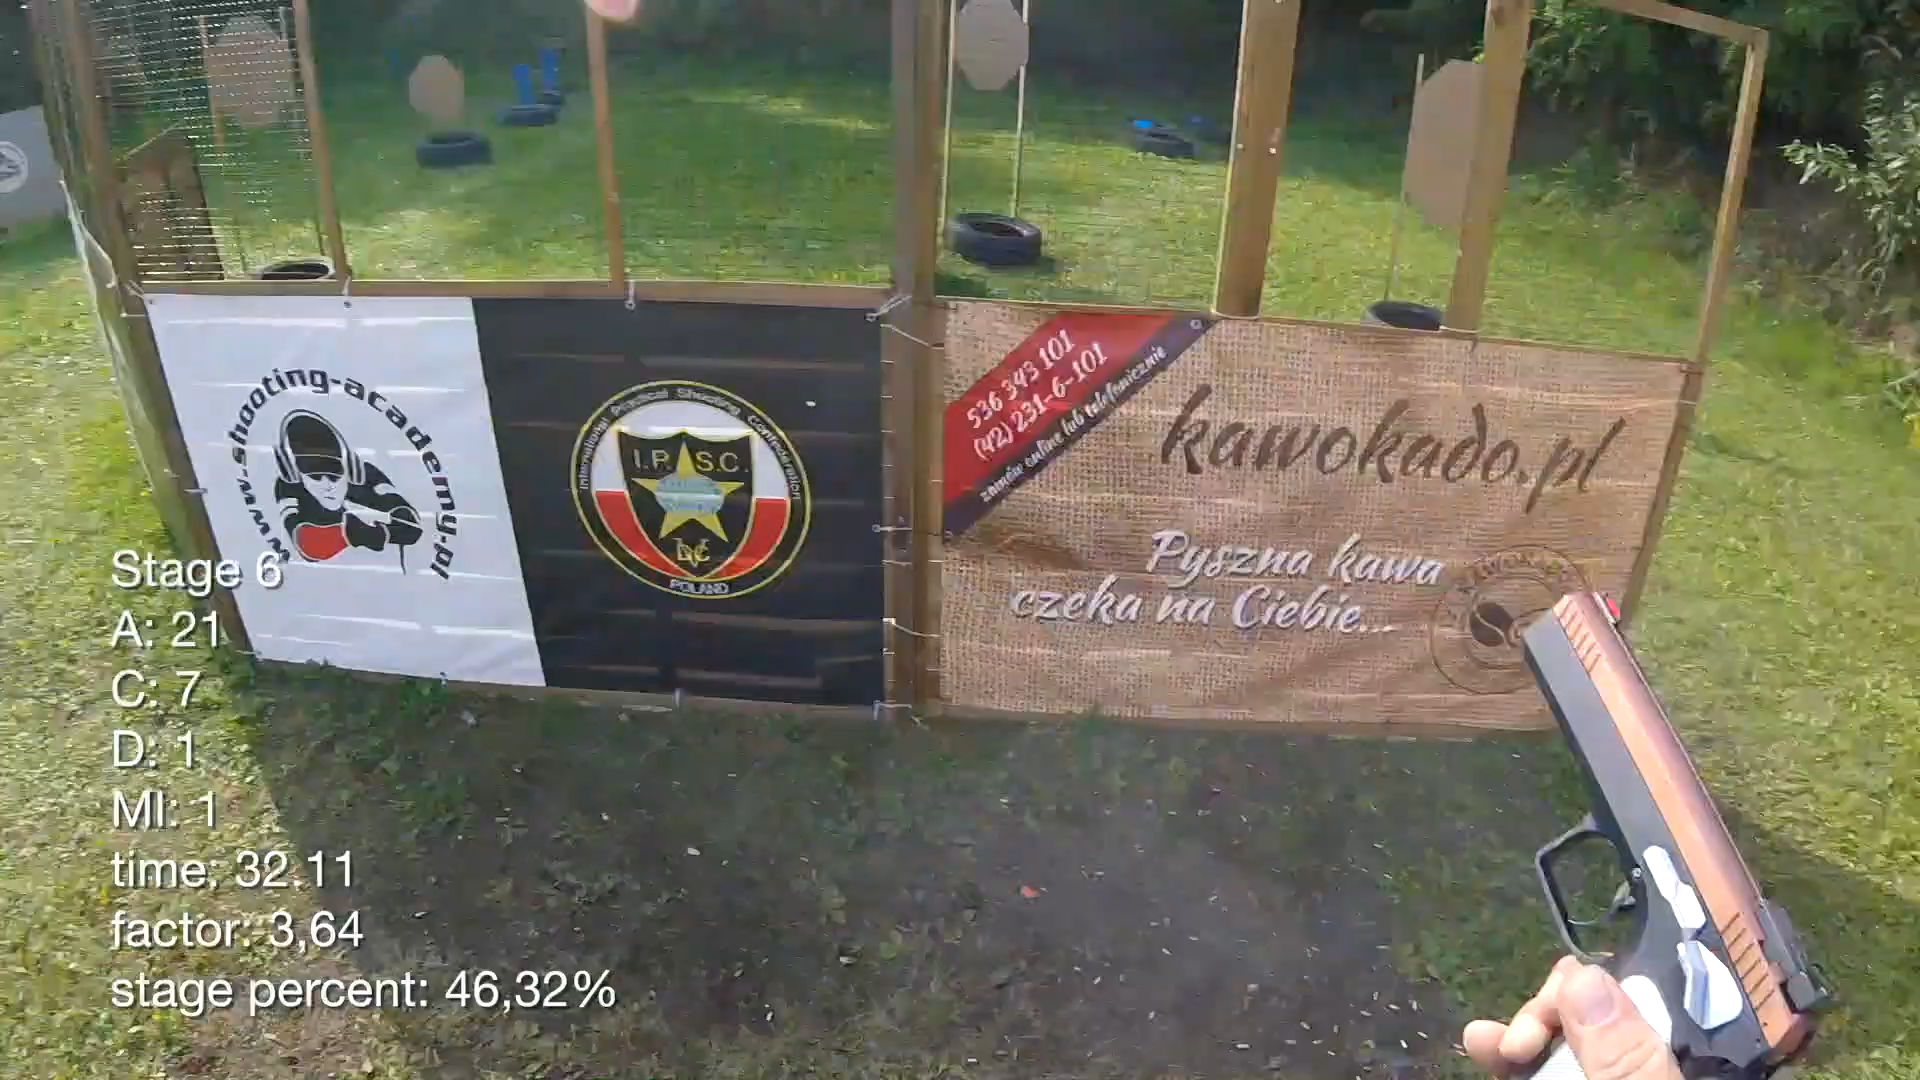 www.shooting-academy.pl
International Practical Shooting Confederation
I.P.S.C.
DVC
POLAND
536 343 101
(42) 231-6-101
zamów online lub telefonicznie
kawokado.pl
Pyszna kawa
czeka na Ciebie...
Stage 6
A: 21
C: 7
D: 1
MI: 1
time: 32.11
factor: 3,64
stage percent: 46,32%